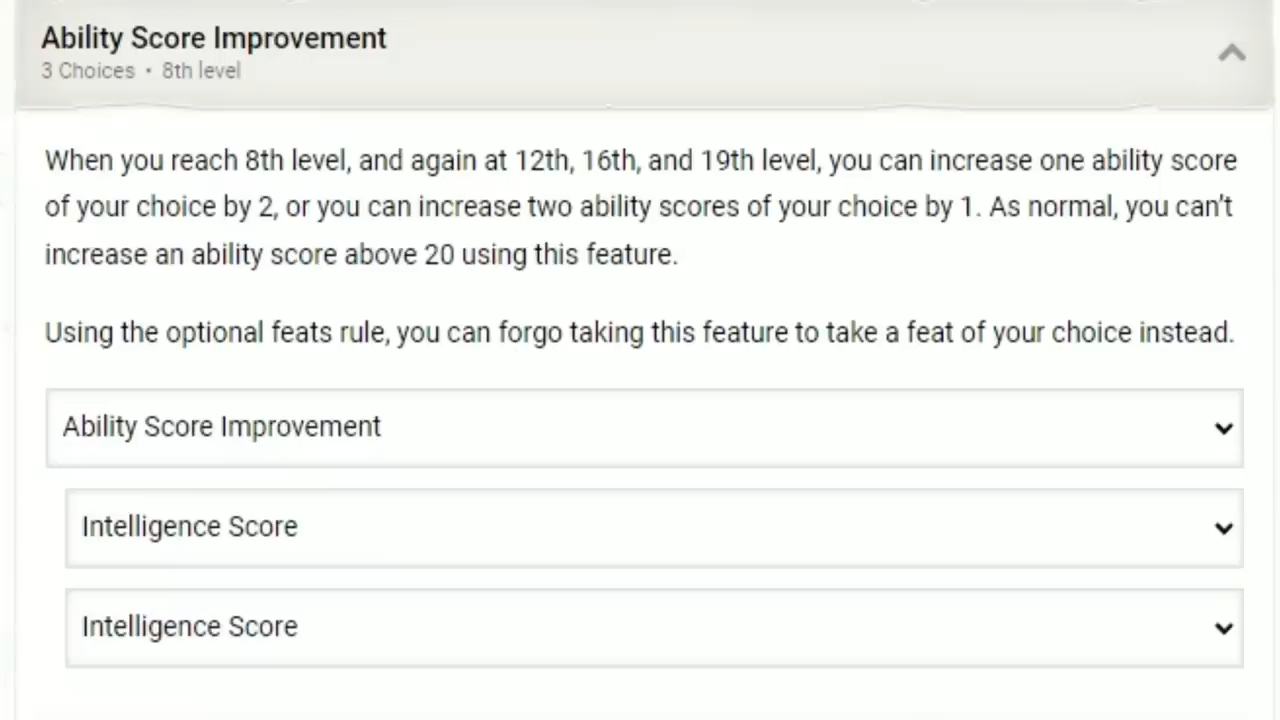 Ability Score Improvement
3 Choices • 8th level
When you reach 8th level, and again at 12th, 16th, and 19th level, you can increase one ability score
of your choice by 2, or you can increase two ability scores of your choice by 1. As normal, you can't
increase an ability score above 20 using this feature.
Using the optional feats rule, you can forgo taking this feature to take a feat of your choice instead.
Ability Score Improvement
Intelligence Score
Intelligence Score